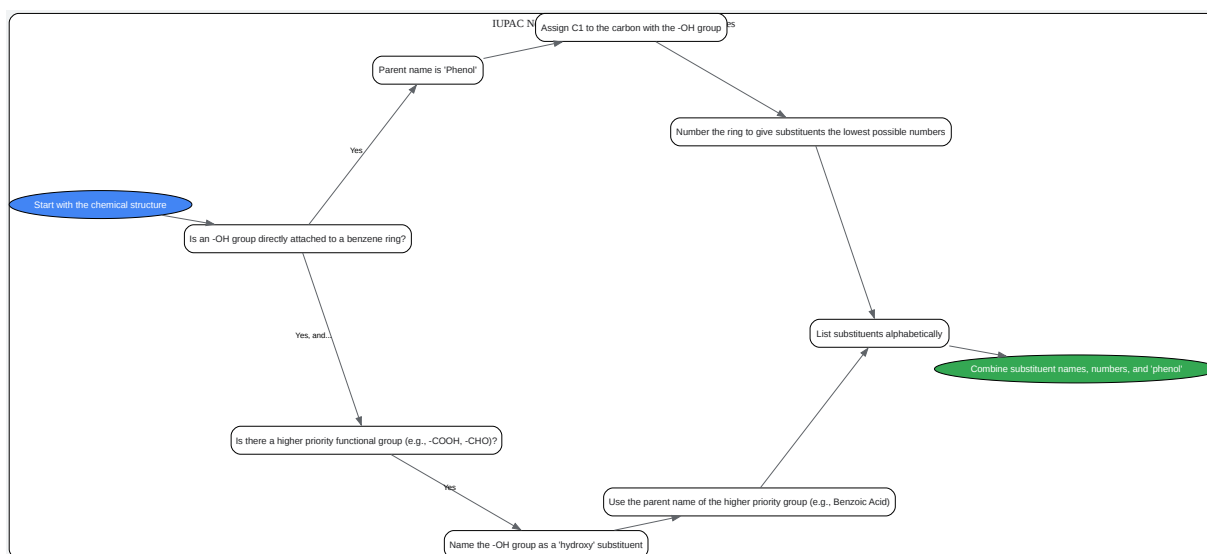 IUPAC N
es
Assign C1 to the carbon with the -OH group
Parent name is 'Phenol'
Number the ring to give substituents the lowest possible numbers
Yes
Start with the chemical structure
Is an -OH group directly attached to a benzene ring?
Yes, and...
List substituents alphabetically
Combine substituent names, numbers, and 'phenol'
Is there a higher priority functional group (e.g., -COOH, -CHO)?
Yes
Use the parent name of the higher priority group (e.g., Benzoic Acid)
Name the -OH group as a 'hydroxy' substituent